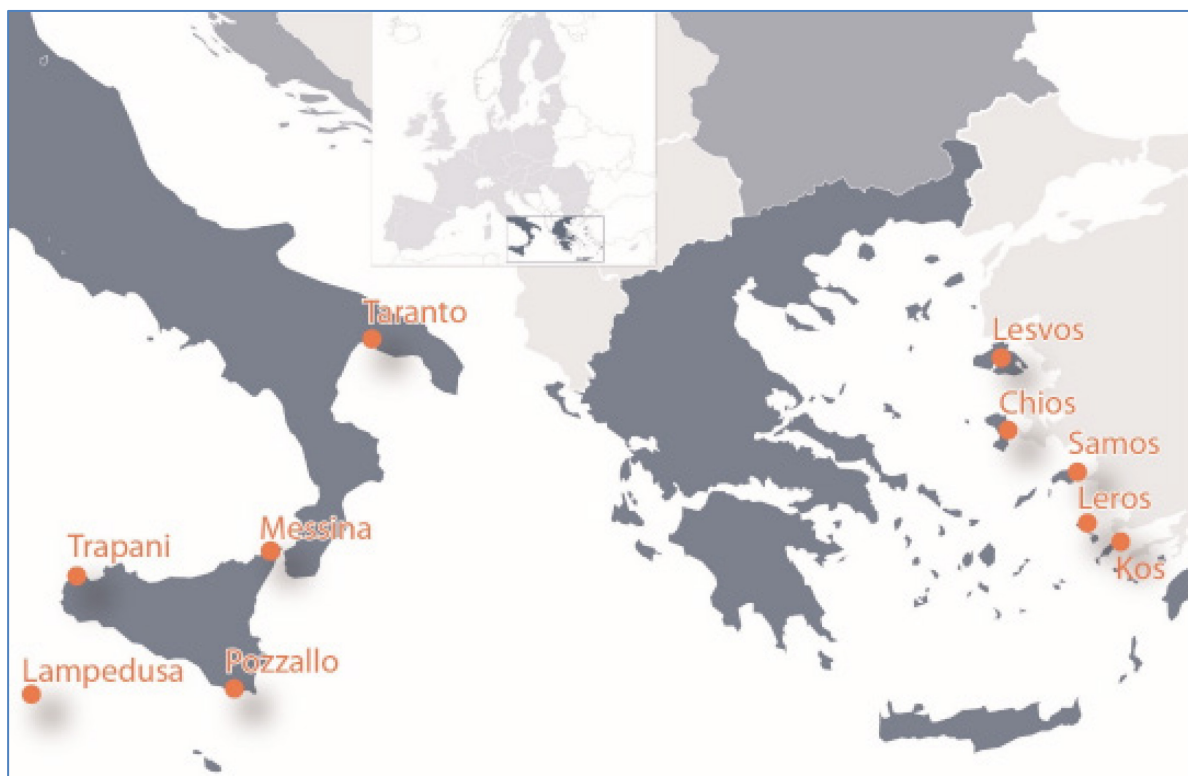 Taranto
Lesvos
Chios
Samos
Leros
Kos
Messina
Trapani
Pozzallo
Lampedusa